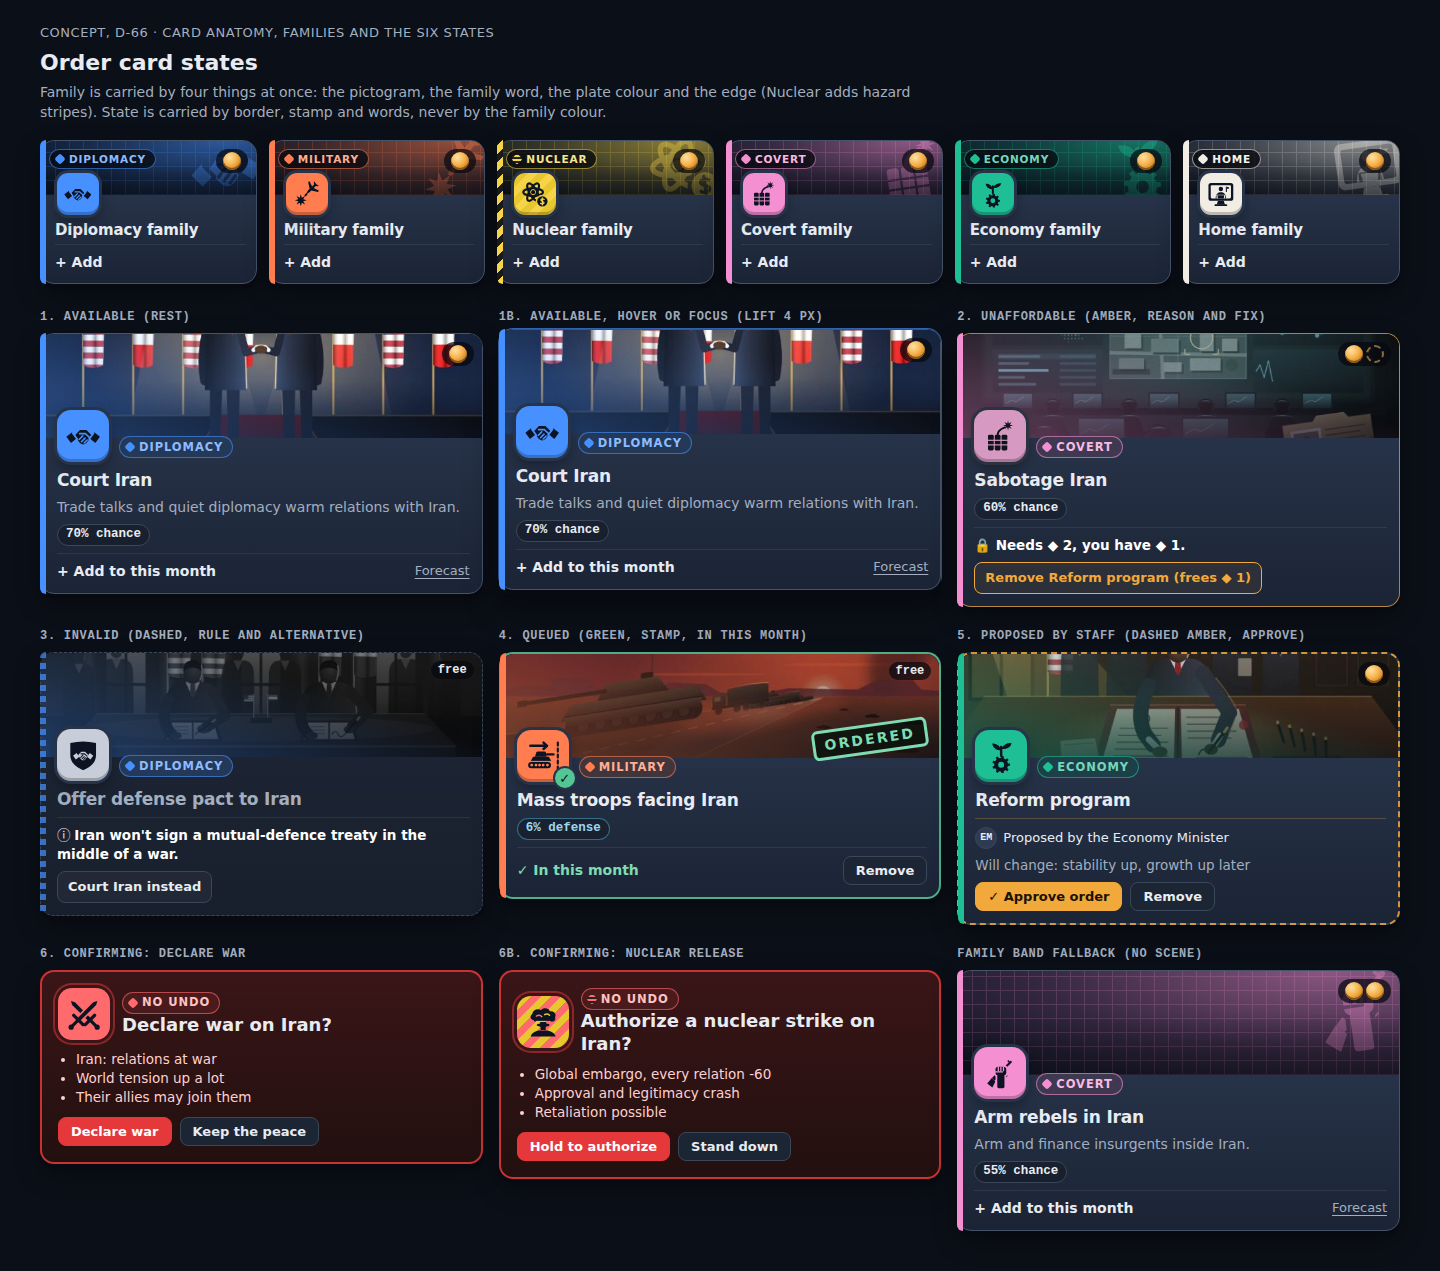 CONCEPT, D-66 · CARD ANATOMY, FAMILIES AND THE SIX STATES
Order card states
Family is carried by four things at once: the pictogram, the family word, the plate colour and the edge (Nuclear adds hazard
stripes). State is carried by border, stamp and words, never by the family colour.
DIPLOMACY
Diplomacy family
+ Add
MILITARY
Military family
+ Add
NUCLEAR
Nuclear family
+ Add
COVERT
Covert family
+ Add
ECONOMY
Economy family
+ Add
HOME
Home family
+ Add
1. AVAILABLE (REST)
DIPLOMACY
Court Iran
Trade talks and quiet diplomacy warm relations with Iran.
70% chance
+ Add to this month
Forecast
1B. AVAILABLE, HOVER OR FOCUS (LIFT 4 PX)
DIPLOMACY
Court Iran
Trade talks and quiet diplomacy warm relations with Iran.
70% chance
+ Add to this month
Forecast
2. UNAFFORDABLE (AMBER, REASON AND FIX)
COVERT
Sabotage Iran
60% chance
🔒 Needs ◆ 2, you have ◆ 1.
Remove Reform program (frees ◆ 1)
3. INVALID (DASHED, RULE AND ALTERNATIVE)
free
DIPLOMACY
Offer defense pact to Iran
ⓘ Iran won't sign a mutual-defence treaty in the
middle of a war.
Court Iran instead
4. QUEUED (GREEN, STAMP, IN THIS MONTH)
free
ORDERED
MILITARY
Mass troops facing Iran
6% defense
✓ In this month
Remove
5. PROPOSED BY STAFF (DASHED AMBER, APPROVE)
ECONOMY
Reform program
EM Proposed by the Economy Minister
Will change: stability up, growth up later
✓ Approve order
Remove
6. CONFIRMING: DECLARE WAR
NO UNDO
Declare war on Iran?
• Iran: relations at war
• World tension up a lot
• Their allies may join them
Declare war
Keep the peace
6B. CONFIRMING: NUCLEAR RELEASE
NO UNDO
Authorize a nuclear strike on
Iran?
• Global embargo, every relation -60
• Approval and legitimacy crash
• Retaliation possible
Hold to authorize
Stand down
FAMILY BAND FALLBACK (NO SCENE)
COVERT
Arm rebels in Iran
Arm and finance insurgents inside Iran.
55% chance
+ Add to this month
Forecast